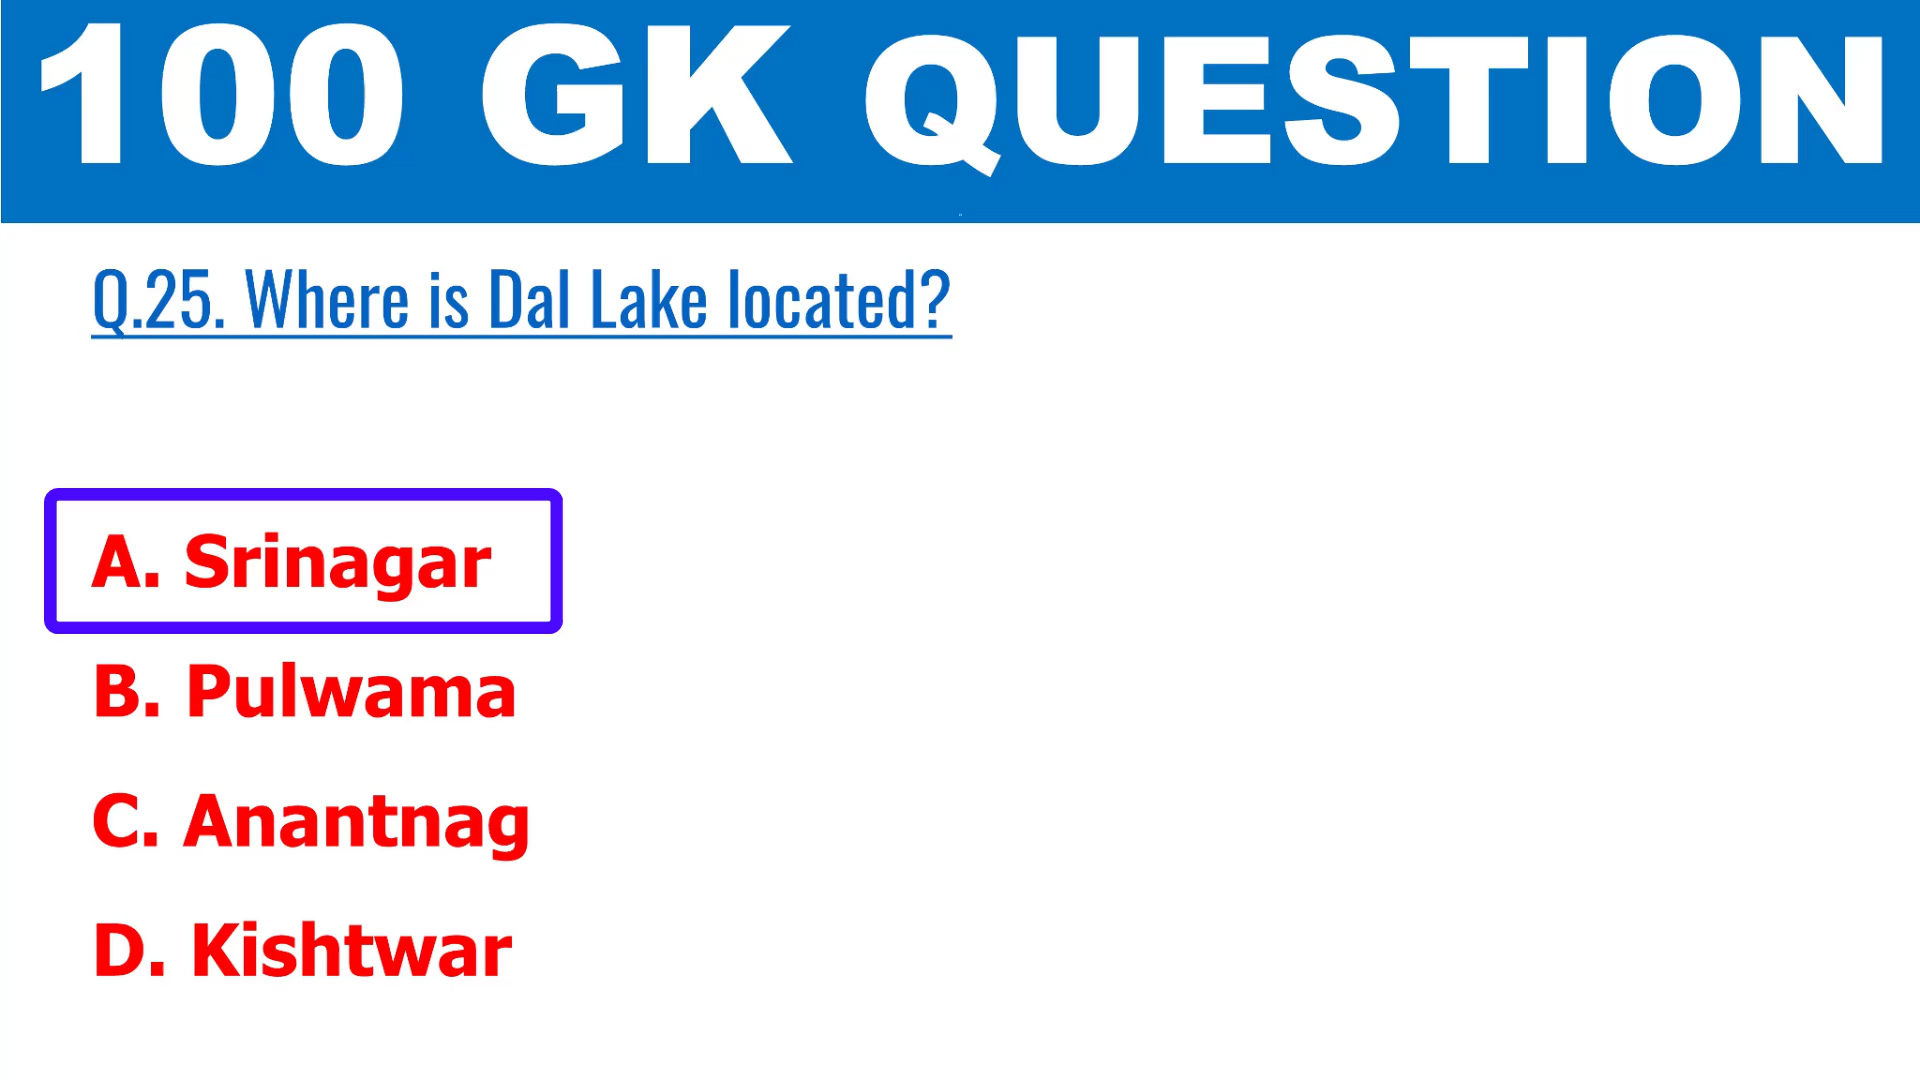 100 GK QUESTION
Q.25. Where is Dal Lake located?
A. Srinagar
B. Pulwama
C. Anantnag
D. Kishtwar